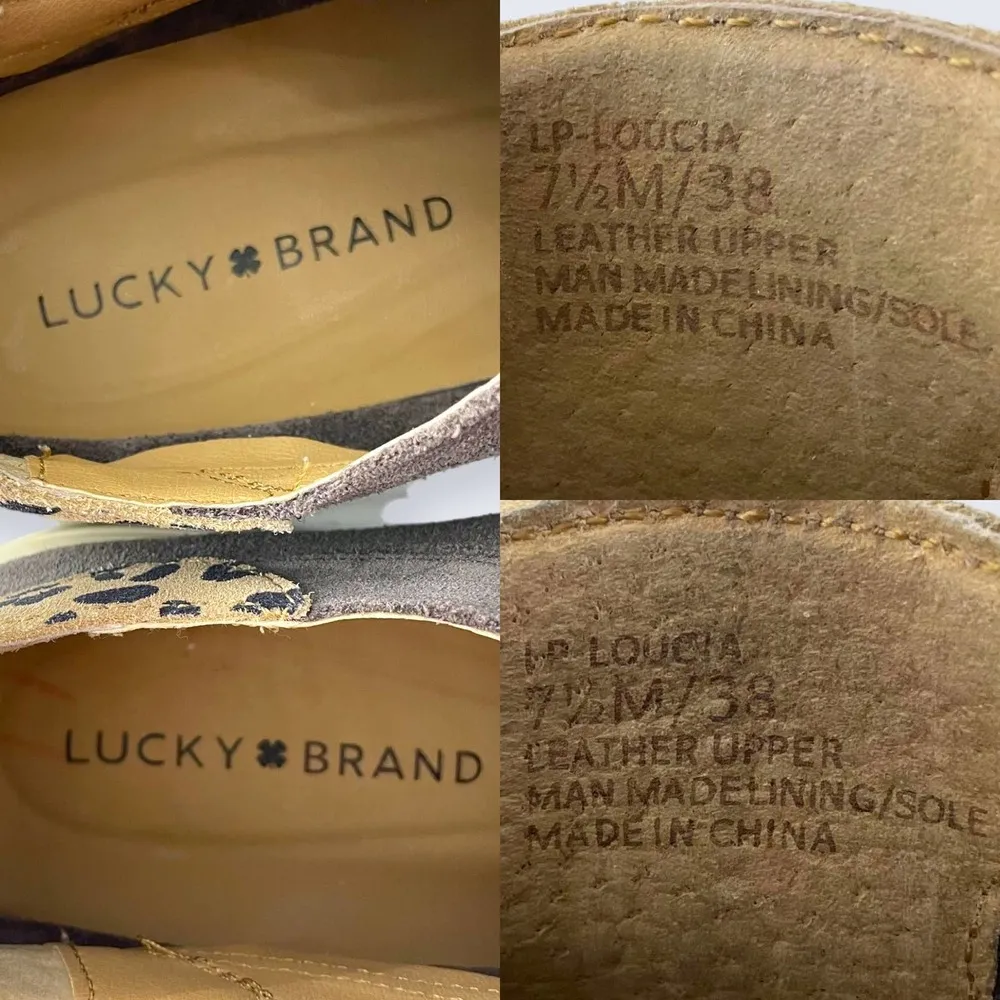 LUCKY BRAND
LP-LOUCIA
7½M/38
LEATHER UPPER
MAN MADE LINING/SOLE
MADE IN CHINA
LUCKY BRAND
LP-LOUCIA
7½M/38
LEATHER UPPER
MAN MADE LINING/SOLE
MADE IN CHINA